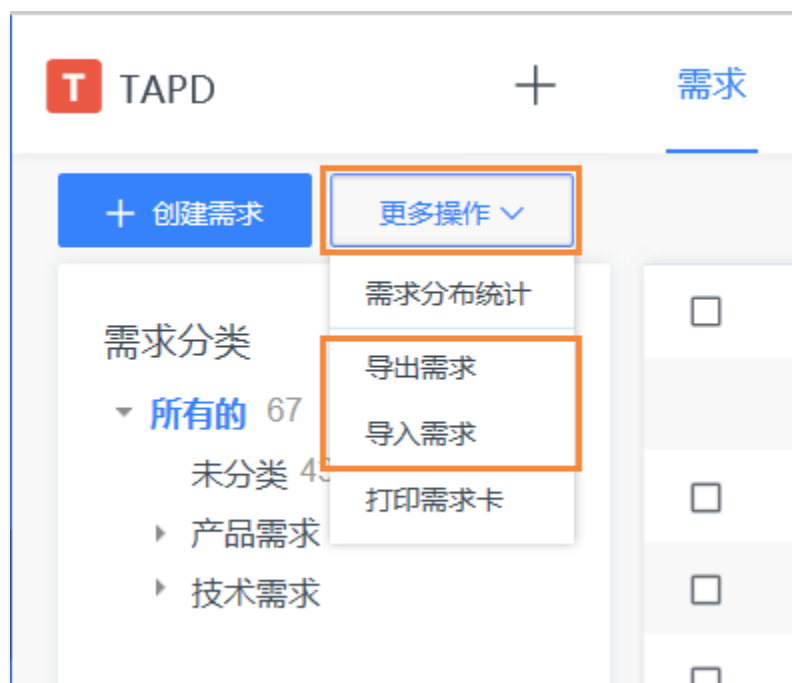 T TAPD + 需求
+ 创建需求 更多操作
需求分布统计
需求分类
导出需求
所有的 67
导入需求
未分类
打印需求卡
产品需求
技术需求